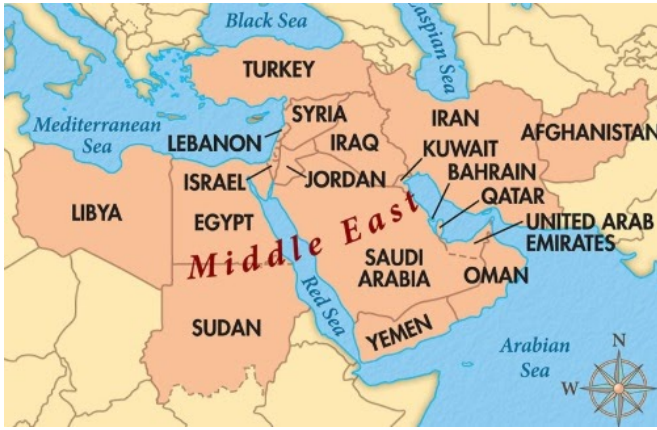 Black Sea
Caspian Sea
TURKEY
Mediterranean
Sea
SYRIA
LEBANON
IRAQ
IRAN
AFGHANISTAN
KUWAIT
BAHRAIN
ISRAEL
JORDAN
QATAR
LIBYA
EGYPT
UNITED ARAB
EMIRATES
Middle East
SAUDI
ARABIA
OMAN
Red Sea
SUDAN
YEMEN
Arabian
Sea
N
W